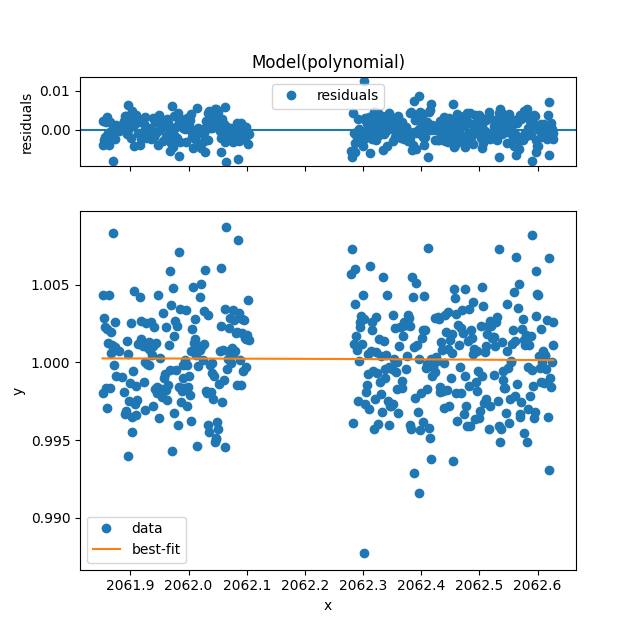 Model(polynomial)
0.01
0.00
residuals
residuals
1.005
1.000
0.995
0.990
y
data
best-fit
2061.9 2062.0 2062.1 2062.2 2062.3 2062.4 2062.5 2062.6
x